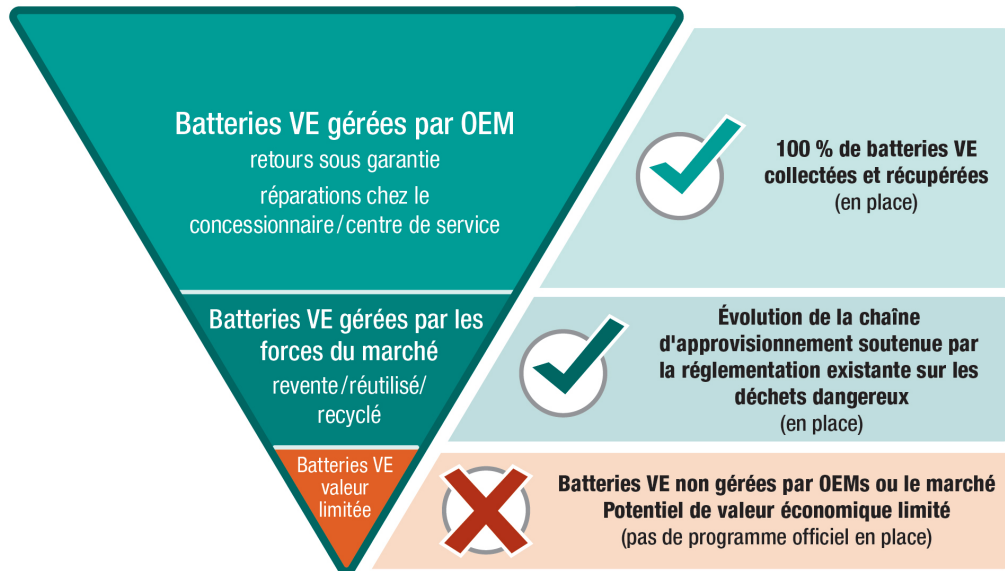 Batteries VE gérées par OEM
retours sous garantie
réparations chez le
concessionnaire/centre de service
100 % de batteries VE
collectées et récupérées
(en place)
Batteries VE gérées par les
forces du marché
revente/réutilisé/
recyclé
Évolution de la chaîne
d'approvisionnement soutenue par
la réglementation existante sur les
déchets dangereux
(en place)
Batteries VE
valeur
limitée
Batteries VE non gérées par OEMs ou le marché
Potentiel de valeur économique limité
(pas de programme officiel en place)